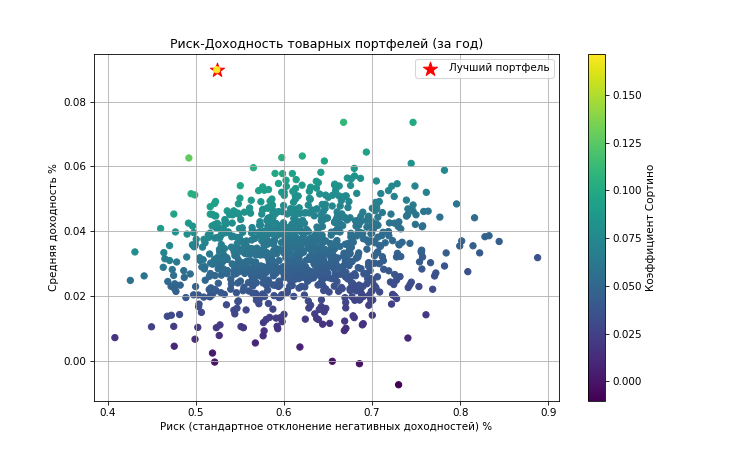 Риск-Доходность товарных портфелей (за год)
Лучший портфель
Средняя доходность %
0.08
0.06
0.04
0.02
0.00
0.4 0.5 0.6 0.7 0.8 0.9
Риск (стандартное отклонение негативных доходностей) %
0.150
0.125
0.100
0.075
0.050
0.025
0.000
Коэффициент Сортино